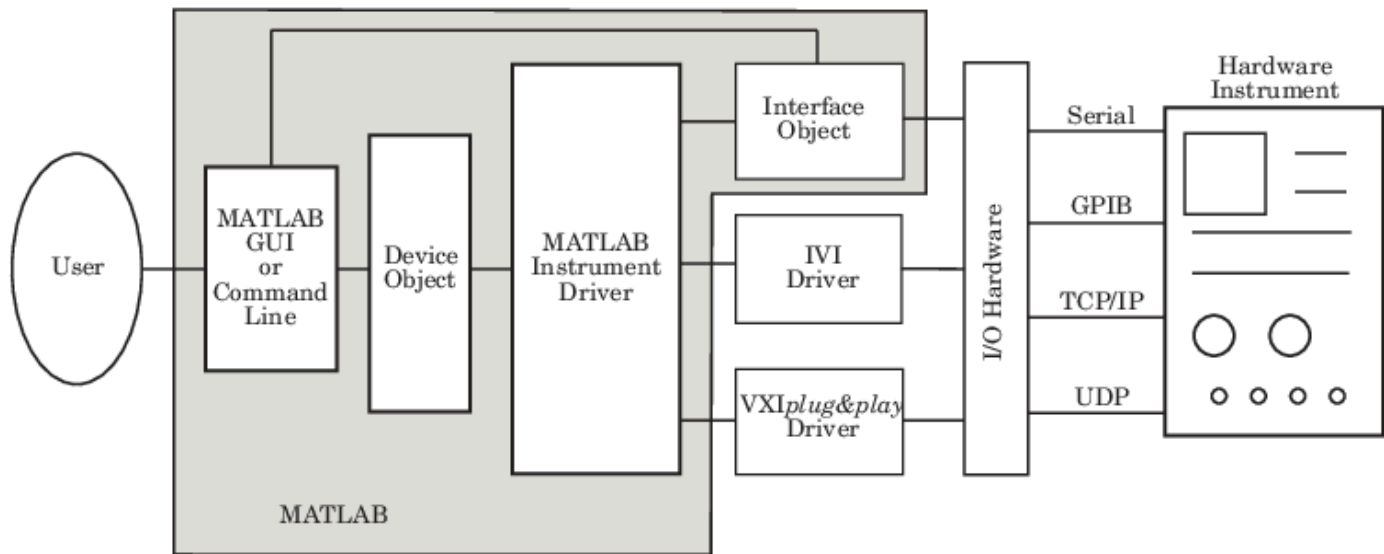 Hardware
Instrument
Interface
Object
Serial
User
MATLAB
GUI
or
Command
Line
Device
Object
MATLAB
Instrument
Driver
IVI
Driver
VXIplug&play
Driver
I/O Hardware
GPIB
TCP/IP
UDP
MATLAB